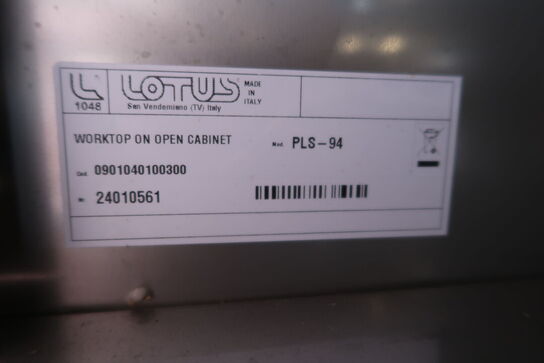 LOTUS MADE IN ITALY
1048 San Vendemiano (TV) Italy
WORKTOP ON OPEN CABINET Mod. PLS-94
Cod. 0901040100300
Nr. 24010561